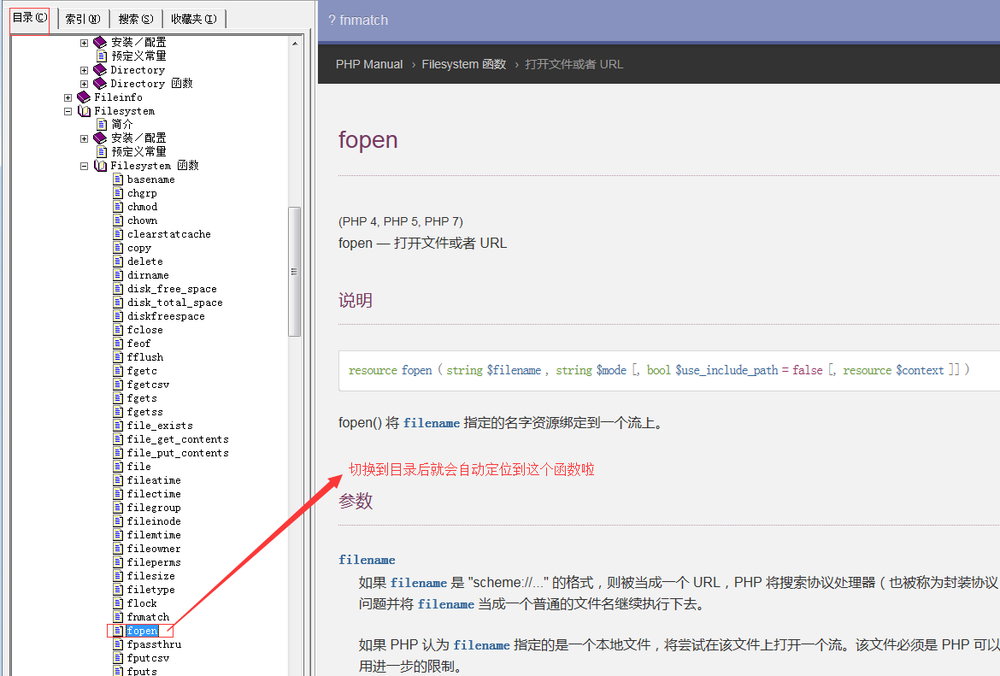 目录(C)
索引(N)
搜索(S)
收藏夹(I)
安装／配置
预定义常量
Directory
Directory 函数
Fileinfo
Filesystem
简介
安装／配置
预定义常量
Filesystem 函数
basename
chgrp
chmod
chown
clearstatcache
copy
delete
dirname
disk_free_space
disk_total_space
diskfreespace
fclose
feof
fflush
fgetc
fgetcsv
fgets
fgetss
file_exists
file_get_contents
file_put_contents
file
fileatime
filectime
filegroup
fileinode
filemtime
fileowner
fileperms
filesize
filetype
flock
fnmatch
fopen
fpassthru
fputcsv
fputs
? fnmatch
PHP Manual › Filesystem 函数 › 打开文件或者 URL
fopen
(PHP 4, PHP 5, PHP 7)
fopen — 打开文件或者 URL
说明
resource fopen ( string $filename , string $mode [, bool $use_include_path = false [, resource $context ]] )
fopen() 将 filename 指定的名字资源绑定到一个流上。
切换到目录后就会自动定位到这个函数啦
参数
filename
如果 filename 是 "scheme://..." 的格式，则被当成一个 URL，PHP 将搜索协议处理器（也被称为封装协议
问题并将 filename 当成一个普通的文件名继续执行下去。
如果 PHP 认为 filename 指定的是一个本地文件，将尝试在该文件上打开一个流。该文件必须是 PHP 可以
用进一步的限制。